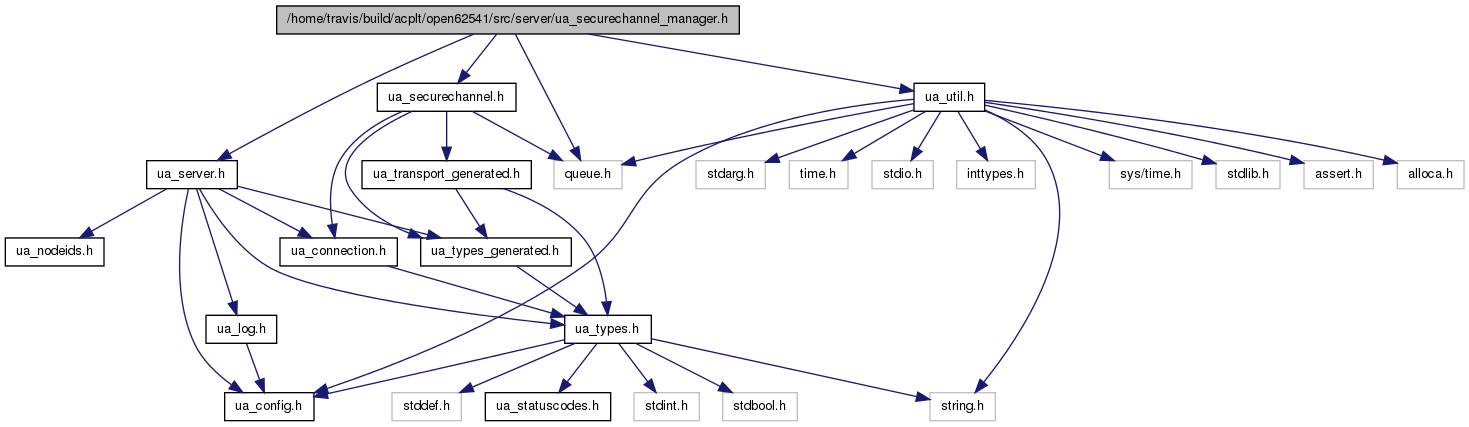 /home/travis/build/acplt/open62541/src/server/ua_securechannel_manager.h
ua_securechannel.h
ua_util.h
ua_server.h
ua_transport_generated.h
queue.h
stdarg.h
time.h
stdio.h
inttypes.h
sys/time.h
stdlib.h
assert.h
alloca.h
ua_nodeids.h
ua_connection.h
ua_types_generated.h
ua_log.h
ua_types.h
ua_config.h
stddef.h
ua_statuscodes.h
stdint.h
stdbool.h
string.h